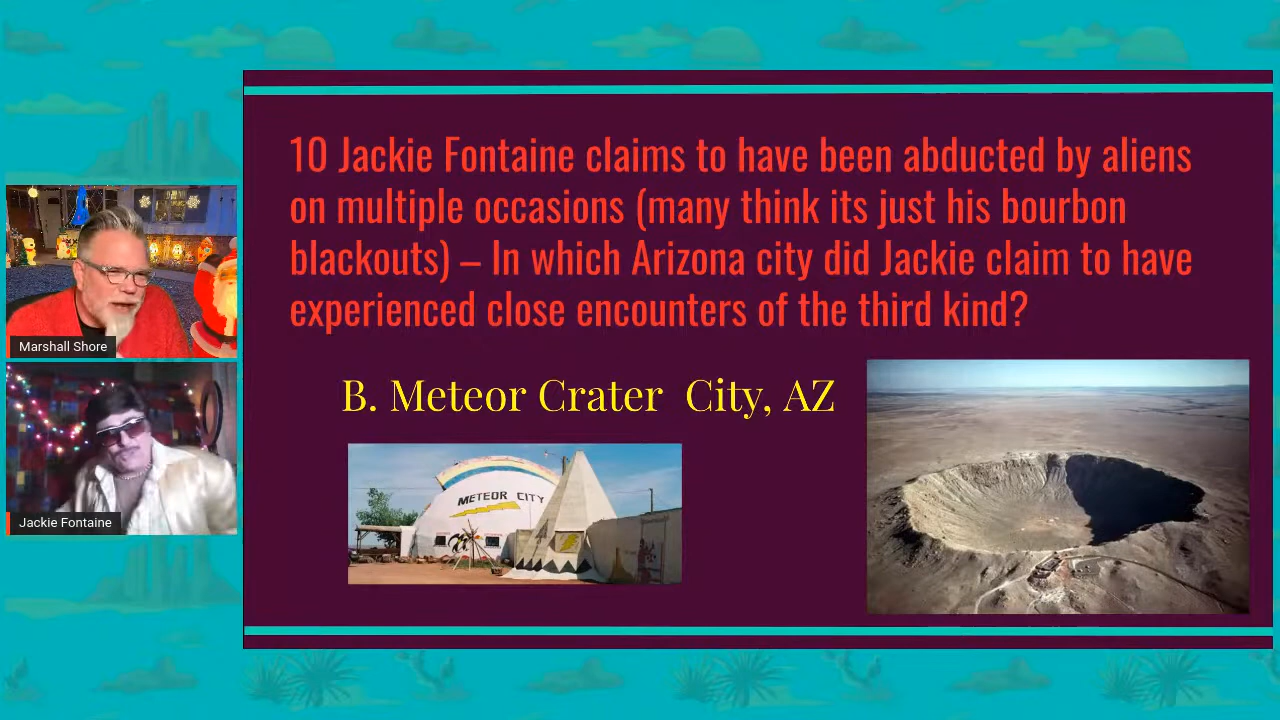 10 Jackie Fontaine claims to have been abducted by aliens
on multiple occasions (many think its just his bourbon
blackouts) – In which Arizona city did Jackie claim to have
experienced close encounters of the third kind?
B. Meteor Crater City, AZ
METEOR CITY
Marshall Shore
Jackie Fontaine